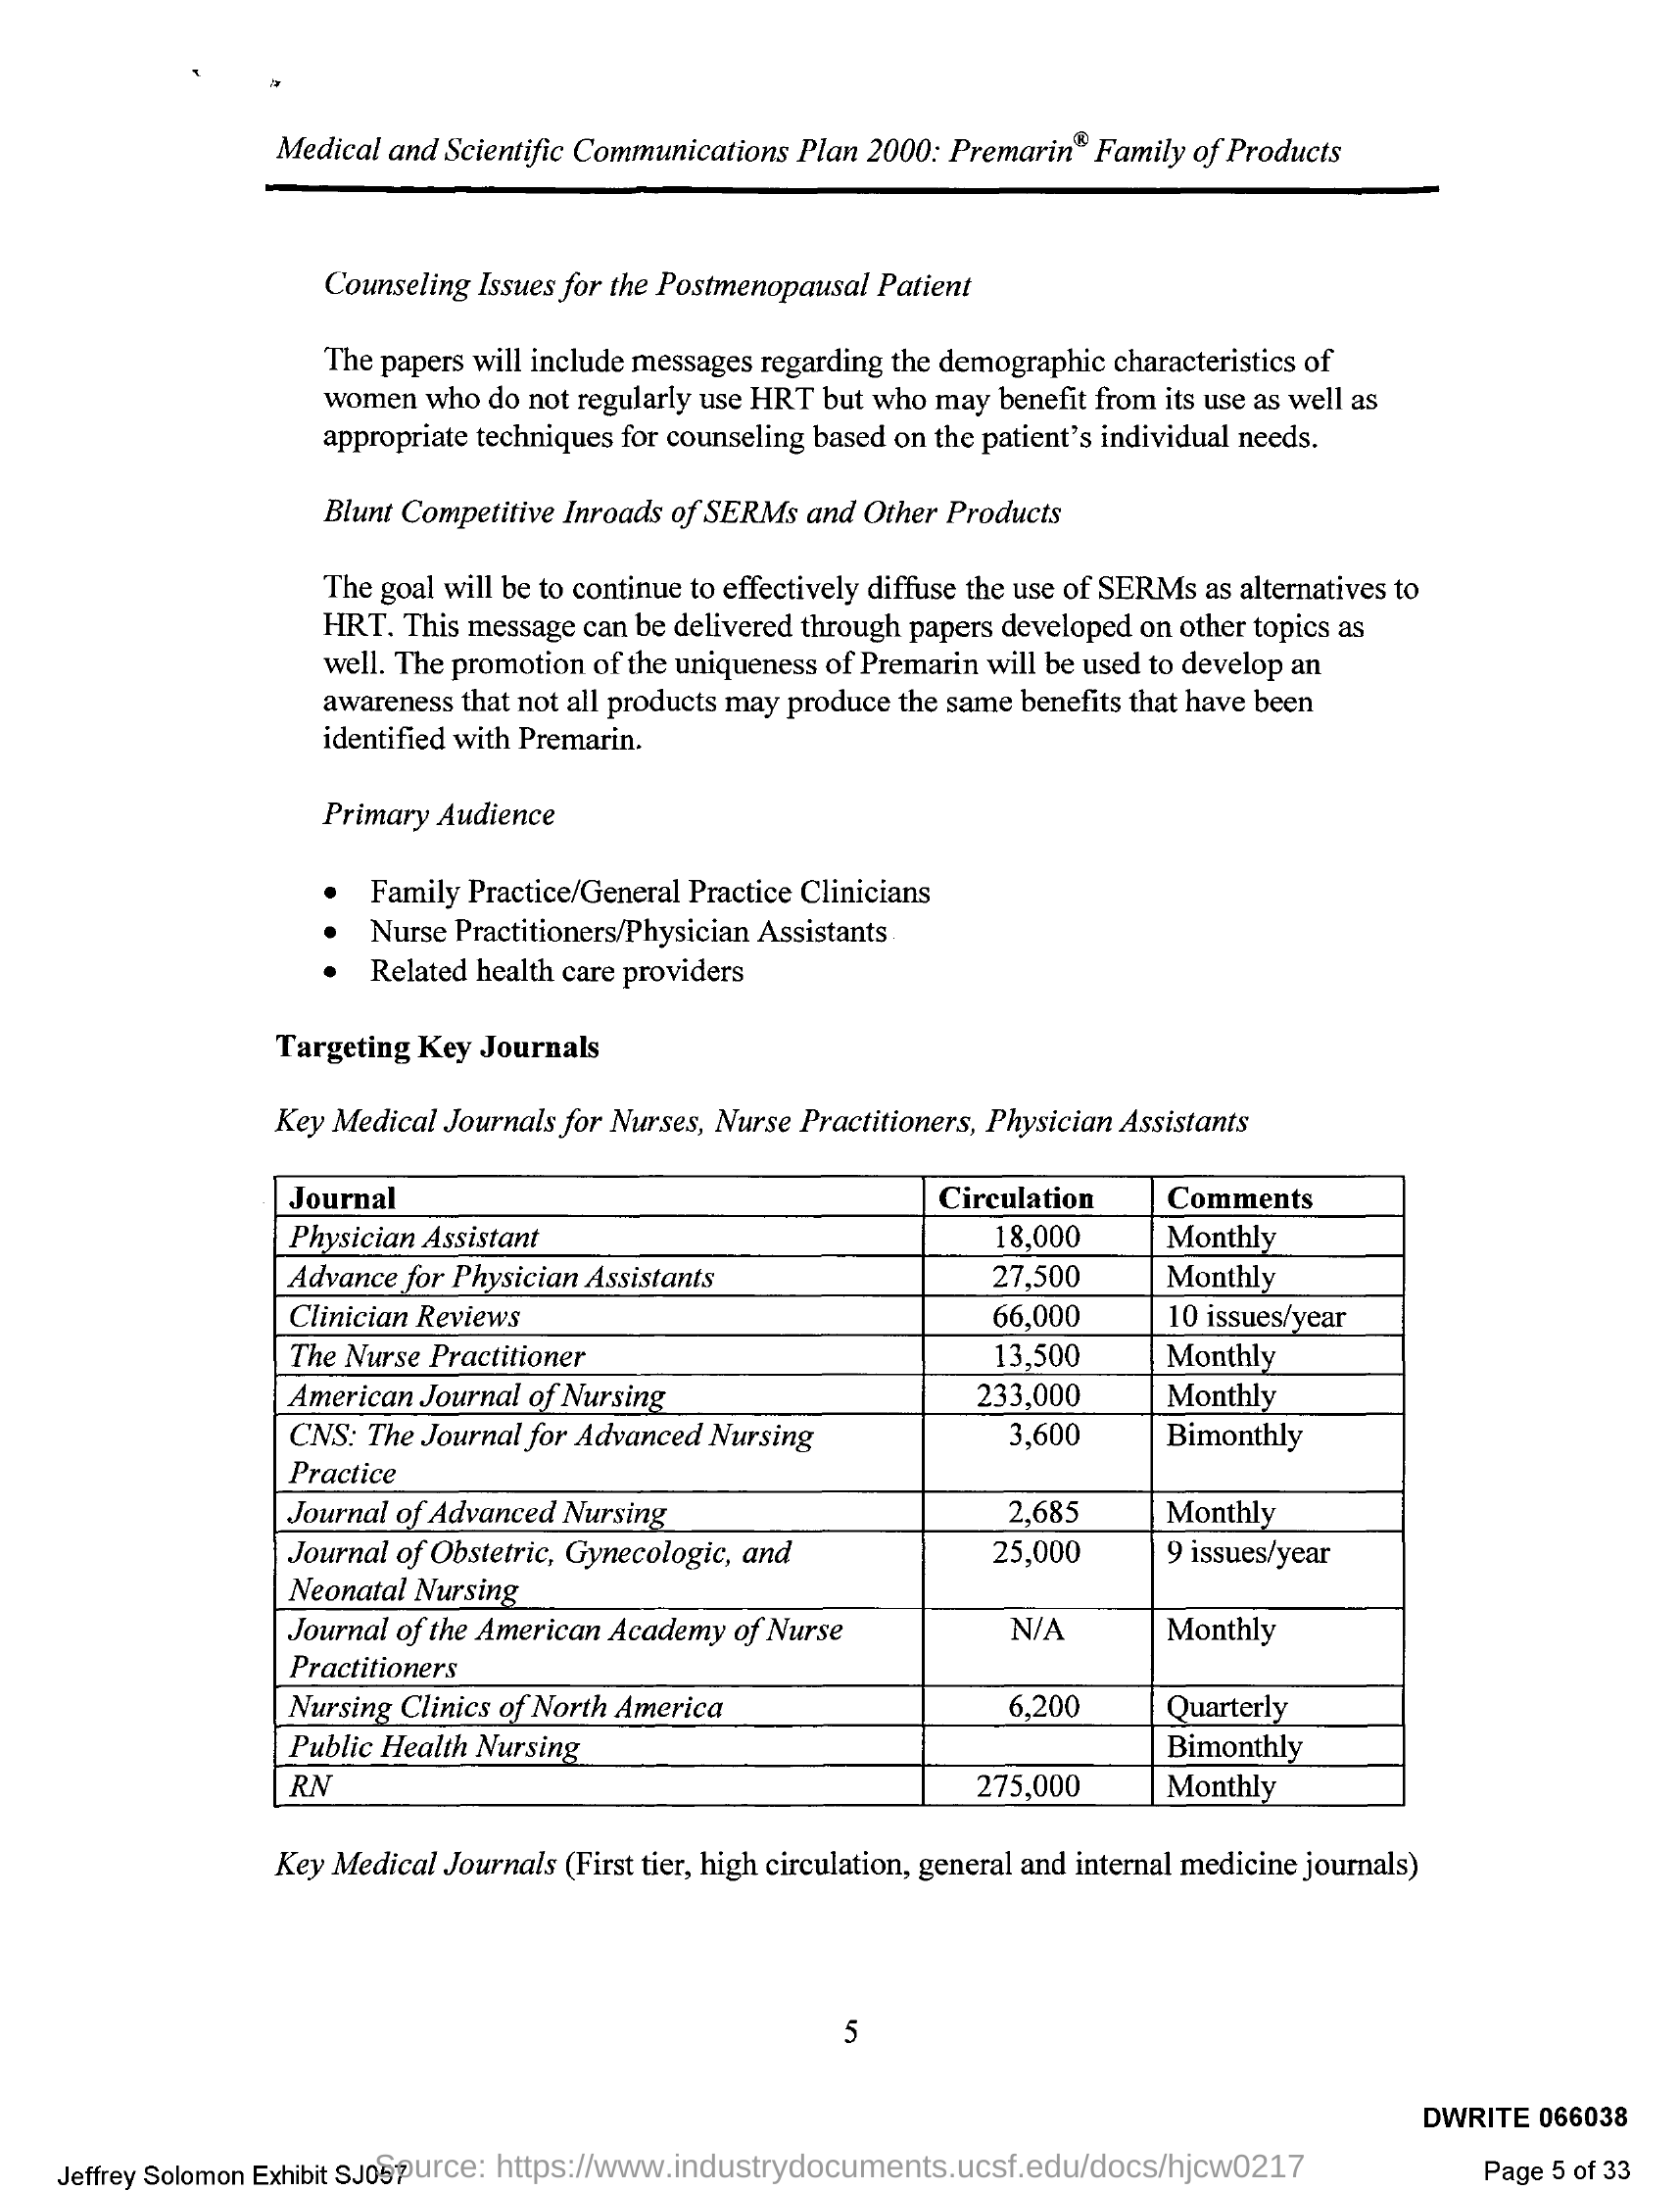 Medical and Scientific Communications Plan 2000: Premarin® Family of Products
Counseling Issues for the Postmenopausal Patient
The papers will include messages regarding the demographic characteristics of
women who do not regularly use HRT but who may benefit from its use as well as
appropriate techniques for counseling based on the patient's individual needs.
Blunt Competitive Inroads of SERMs and Other Products
The goal will be to continue to effectively diffuse the use of SERMs as alternatives to
HRT. This message can be delivered through papers developed on other topics as
well. The promotion of the uniqueness of Premarin will be used to develop an
awareness that not all products may produce the same benefits that have been
identified with Premarin.
Primary Audience
• Family Practice/General Practice Clinicians
• Nurse Practitioners/Physician Assistants
• Related health care providers
Targeting Key Journals
Key Medical Journals for Nurses, Nurse Practitioners, Physician Assistants
Journal Circulation Comments
Physician Assistant 18,000 Monthly
Advance for Physician Assistants 27,500 Monthly
Clinician Reviews 66,000 10 issues/year
The Nurse Practitioner 13,500 Monthly
American Journal of Nursing 233,000 Monthly
CNS: The Journal for Advanced Nursing 3,600 Bimonthly
Practice
Journal of Advanced Nursing 2,685 Monthly
Journal of Obstetric, Gynecologic, and 25,000 9 issues/year
Neonatal Nursing
Journal of the American Academy of Nurse N/A Monthly
Practitioners
Nursing Clinics of North America 6,200 Quarterly
Public Health Nursing Bimonthly
RN 275,000 Monthly
Key Medical Journals (First tier, high circulation, general and internal medicine journals)
5
DWRITE 066038
Jeffrey Solomon Exhibit
Source: https://www.industrydocuments.ucsf.edu/docs/hjcw0217
Page 5 of 33